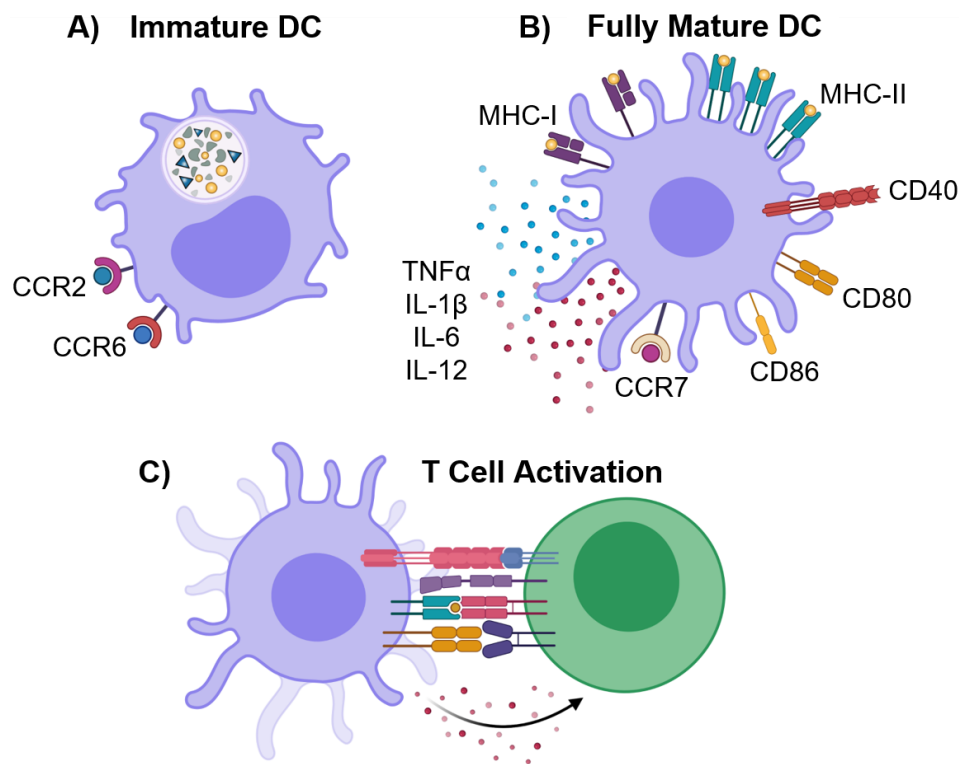 A) Immature DC
B) Fully Mature DC
MHC-I
MHC-II
CD40
CCR2
CCR6
TNFα
IL-1β
IL-6
IL-12
CD80
CD86
CCR7
C) T Cell Activation